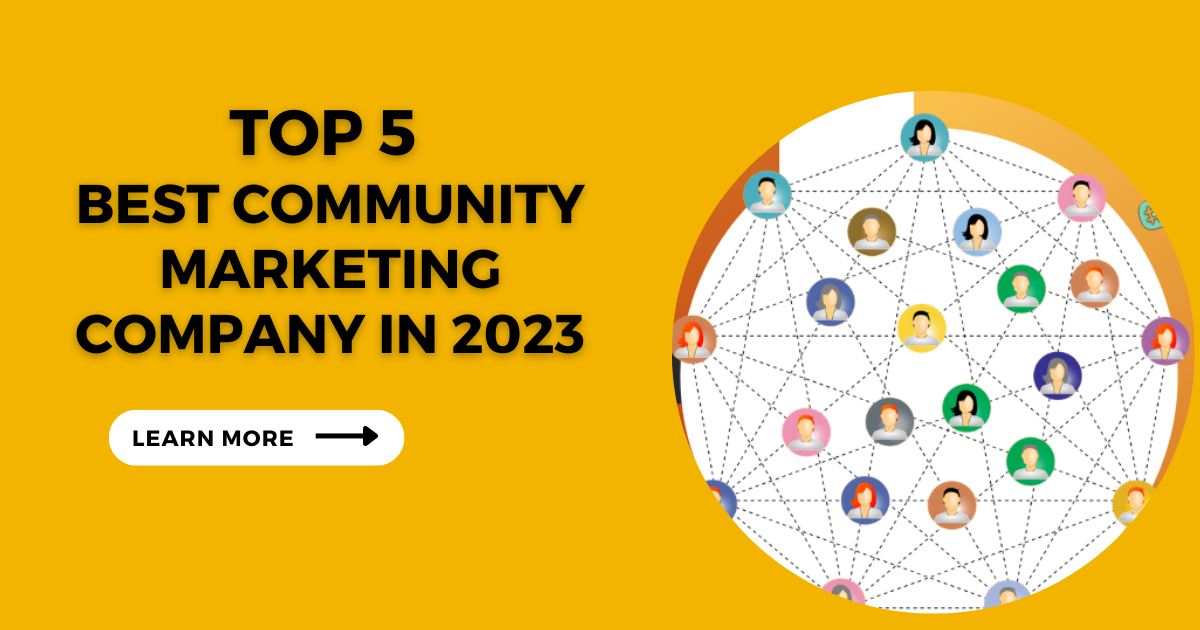 TOP 5
BEST COMMUNITY
MARKETING
COMPANY IN 2023
LEARN MORE